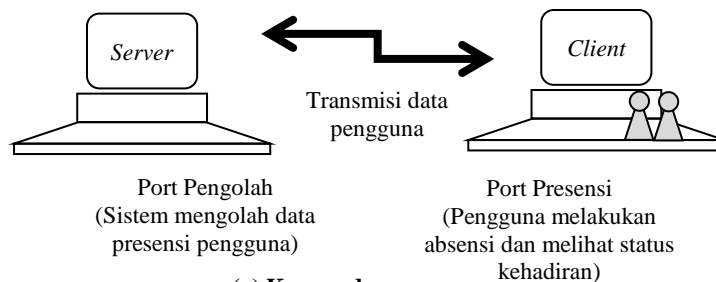 Server
Client
Transmisi data
pengguna
Port Pengolah
(Sistem mengolah data
presensi pengguna)
Port Presensi
(Pengguna melakukan
absensi dan melihat status
kehadiran)